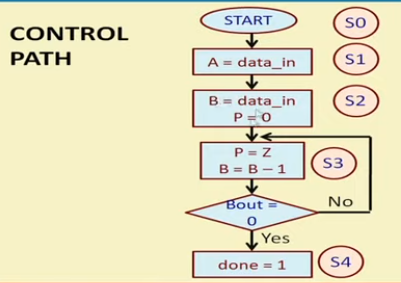 CONTROL
PATH
START
S0
A = data_in
S1
B = data_in
P = 0
S2
P = Z
B = B – 1
S3
Bout =
0
No
Yes
done = 1
S4